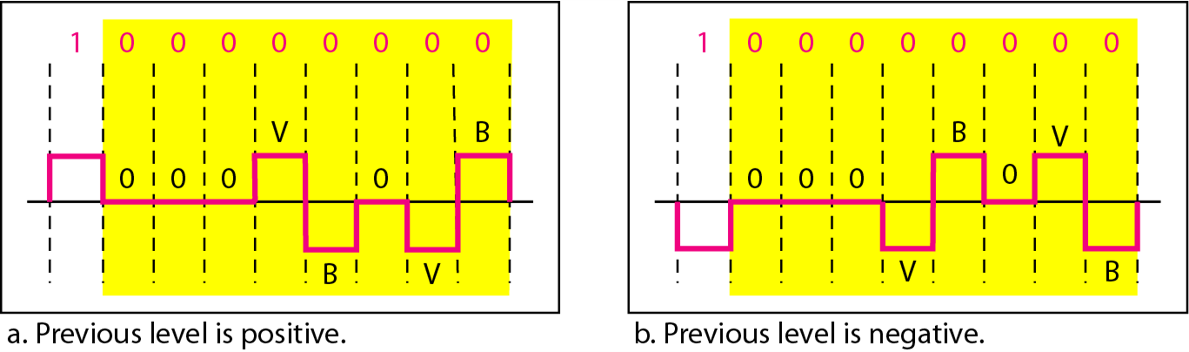 1 0 0 0 0 0 0 0 0
V B
0 0 0 0
B V
a. Previous level is positive.
1 0 0 0 0 0 0 0 0
B V
0 0 0 0
V B
b. Previous level is negative.